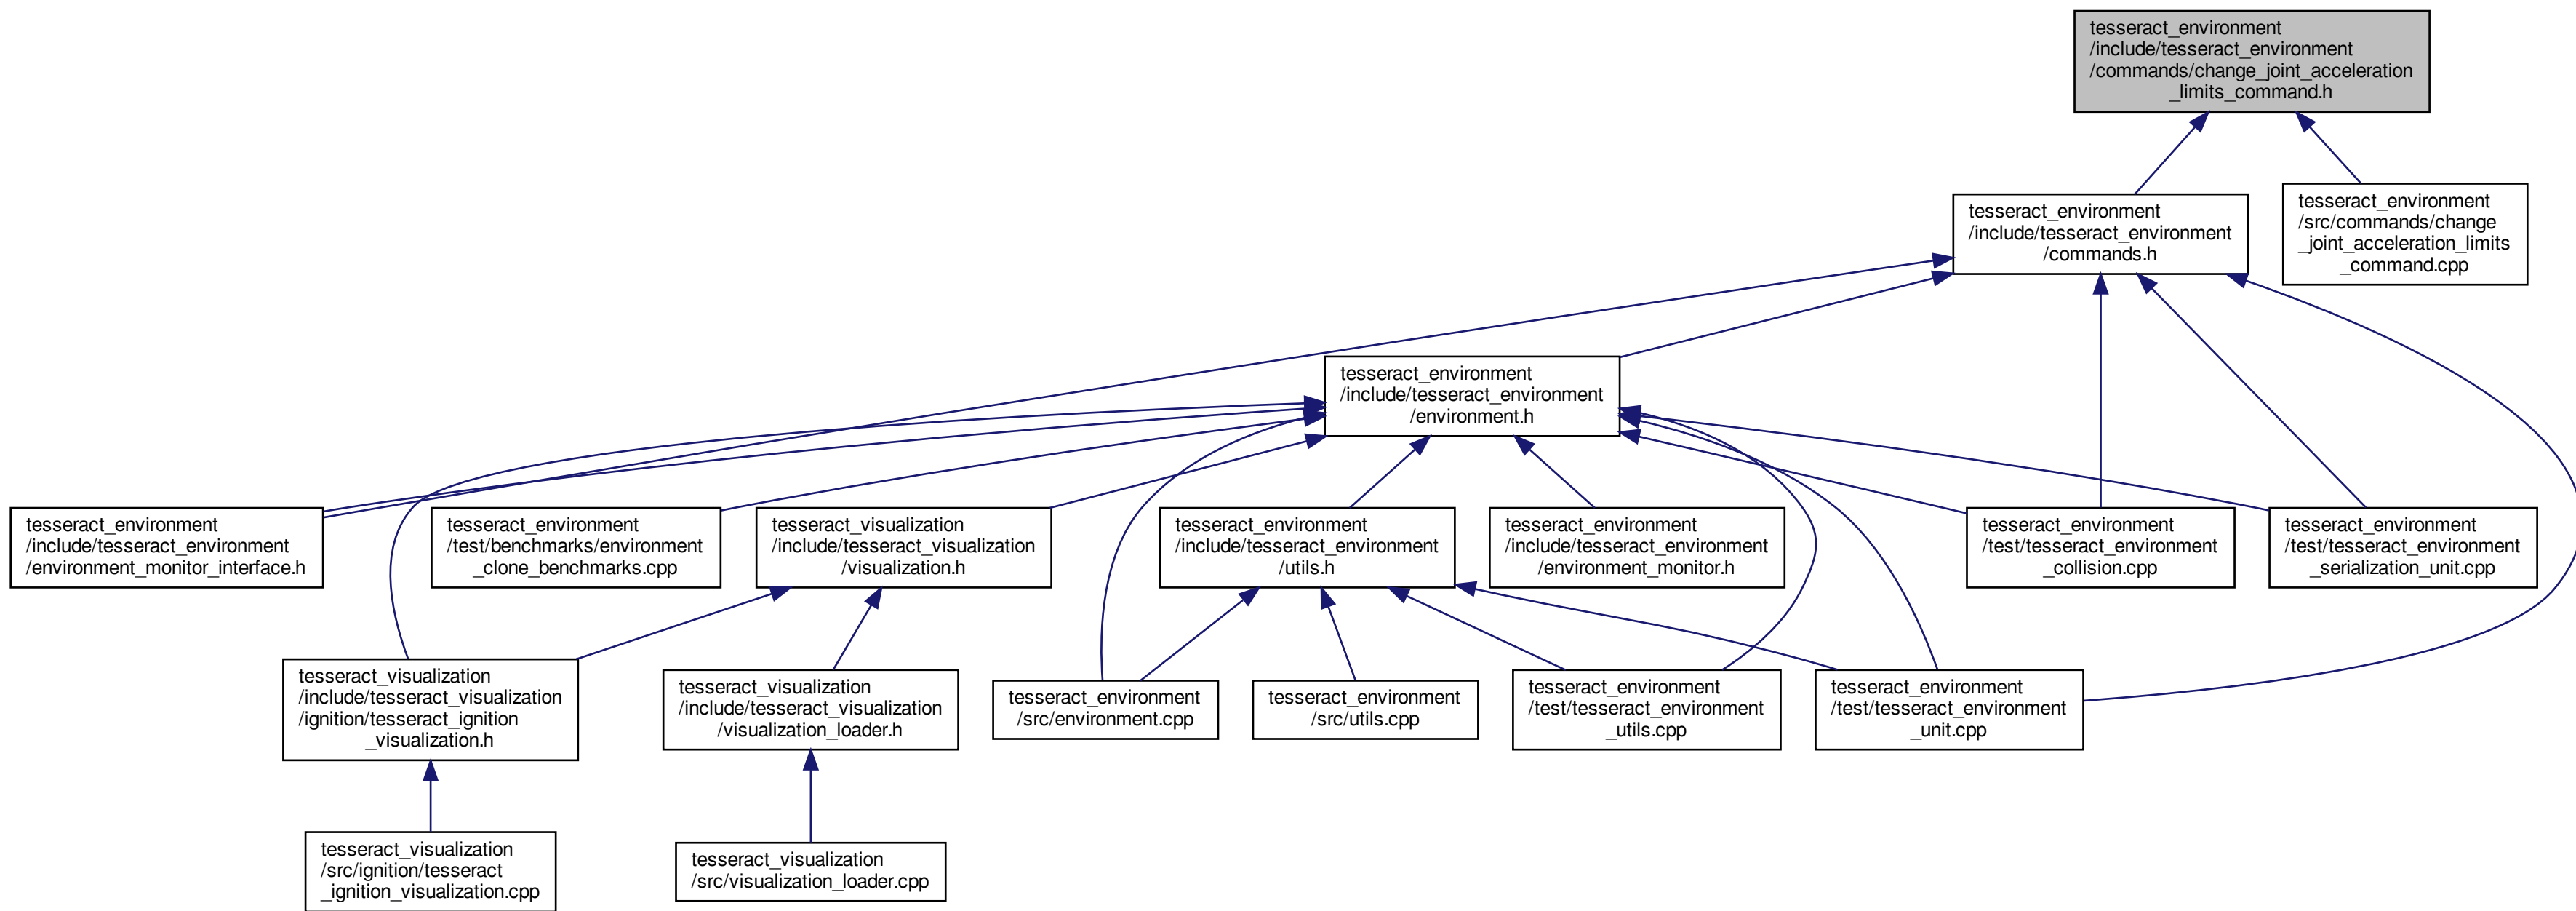 tesseract_environment
/include/tesseract_environment
/commands/change_joint_acceleration
_limits_command.h
tesseract_environment
/include/tesseract_environment
/commands.h
tesseract_environment
/src/commands/change
_joint_acceleration_limits
_command.cpp
tesseract_environment
/include/tesseract_environment
/environment.h
tesseract_environment
/include/tesseract_environment
/environment_monitor_interface.h
tesseract_environment
/test/benchmarks/environment
_clone_benchmarks.cpp
tesseract_visualization
/include/tesseract_visualization
/visualization.h
tesseract_environment
/include/tesseract_environment
/utils.h
tesseract_environment
/include/tesseract_environment
/environment_monitor.h
tesseract_environment
/test/tesseract_environment
_collision.cpp
tesseract_environment
/test/tesseract_environment
_serialization_unit.cpp
tesseract_visualization
/include/tesseract_visualization
/ignition/tesseract_ignition
_visualization.h
tesseract_visualization
/include/tesseract_visualization
/visualization_loader.h
tesseract_environment
/src/environment.cpp
tesseract_environment
/src/utils.cpp
tesseract_environment
/test/tesseract_environment
_utils.cpp
tesseract_environment
/test/tesseract_environment
_unit.cpp
tesseract_visualization
/src/ignition/tesseract
_ignition_visualization.cpp
tesseract_visualization
/src/visualization_loader.cpp